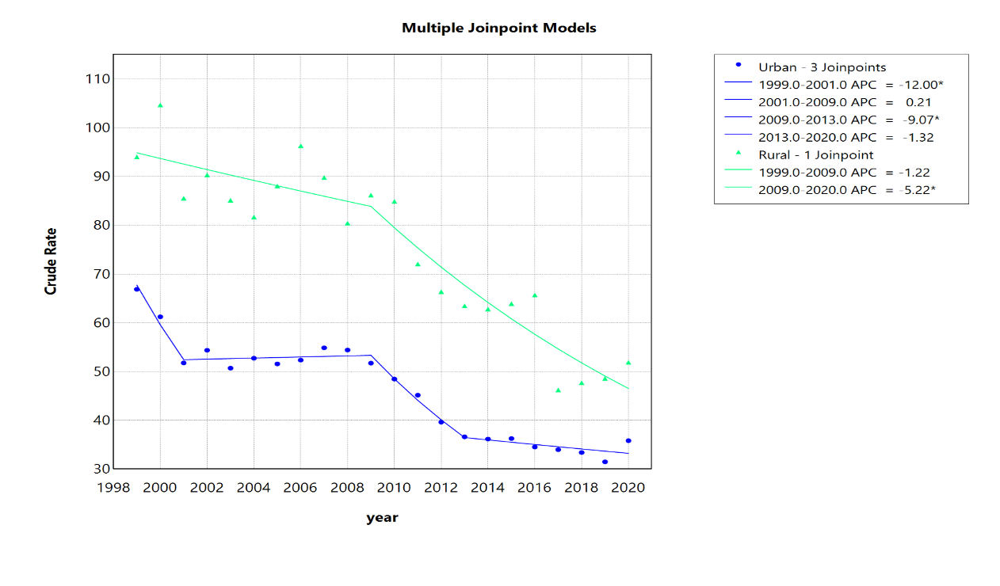 Multiple Joinpoint Models
Crude Rate
110
100
90
80
70
60
50
40
30
1998 2000 2002 2004 2006 2008 2010 2012 2014 2016 2018 2020
year
Urban - 3 Joinpoints
1999.0-2001.0 APC = -12.00*
2001.0-2009.0 APC = 0.21
2009.0-2013.0 APC = -9.07*
2013.0-2020.0 APC = -1.32
Rural - 1 Joinpoint
1999.0-2009.0 APC = -1.22
2009.0-2020.0 APC = -5.22*